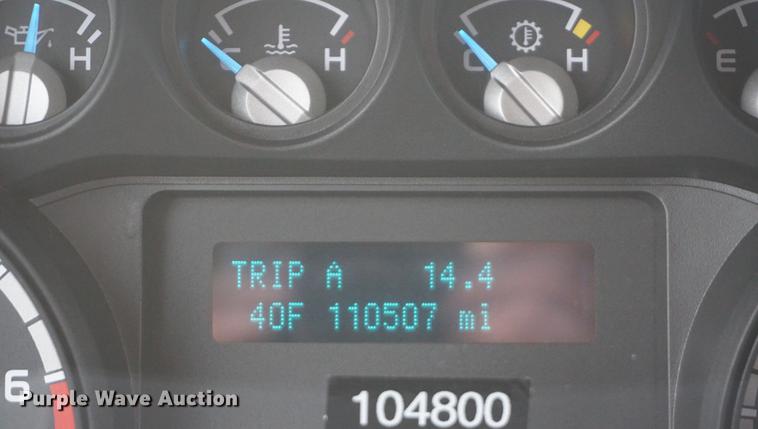 H C H C H E
TRIP A 14.4
40F 110507 mi
6
Purple Wave Auction
104800